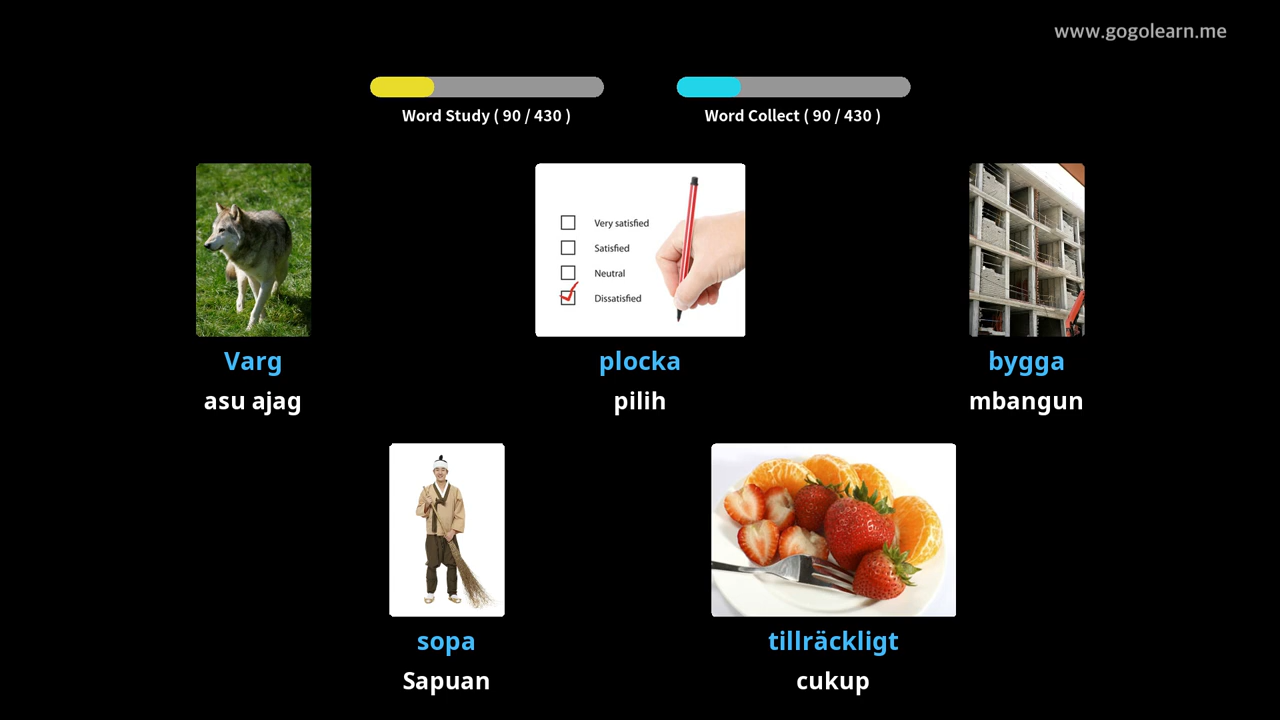 www.gogolearn.me
Word Study ( 90 / 430 )
Word Collect ( 90 / 430 )
Very satisfied
Satisfied
Neutral
Dissatisfied
Varg
plocka
bygga
asu ajag
pilih
mbangun
sopa
tillräckligt
Sapuan
cukup